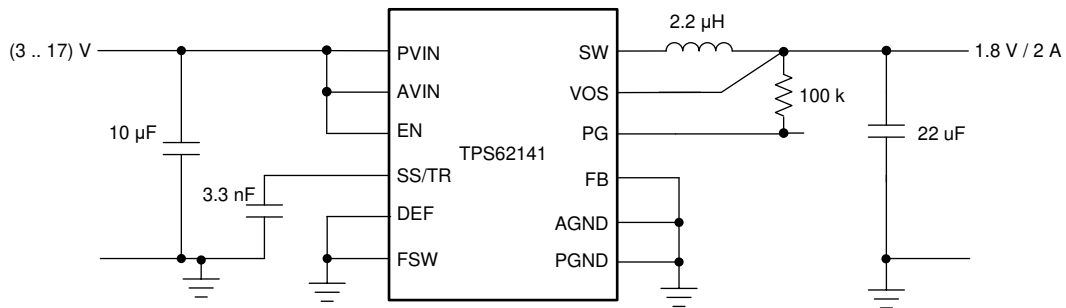 (3 .. 17) V
10 µF
3.3 nF
PVIN
AVIN
EN
SS/TR
DEF
FSW
TPS62141
SW
VOS
PG
FB
AGND
PGND
2.2 µH
100 k
1.8 V / 2 A
22 uF